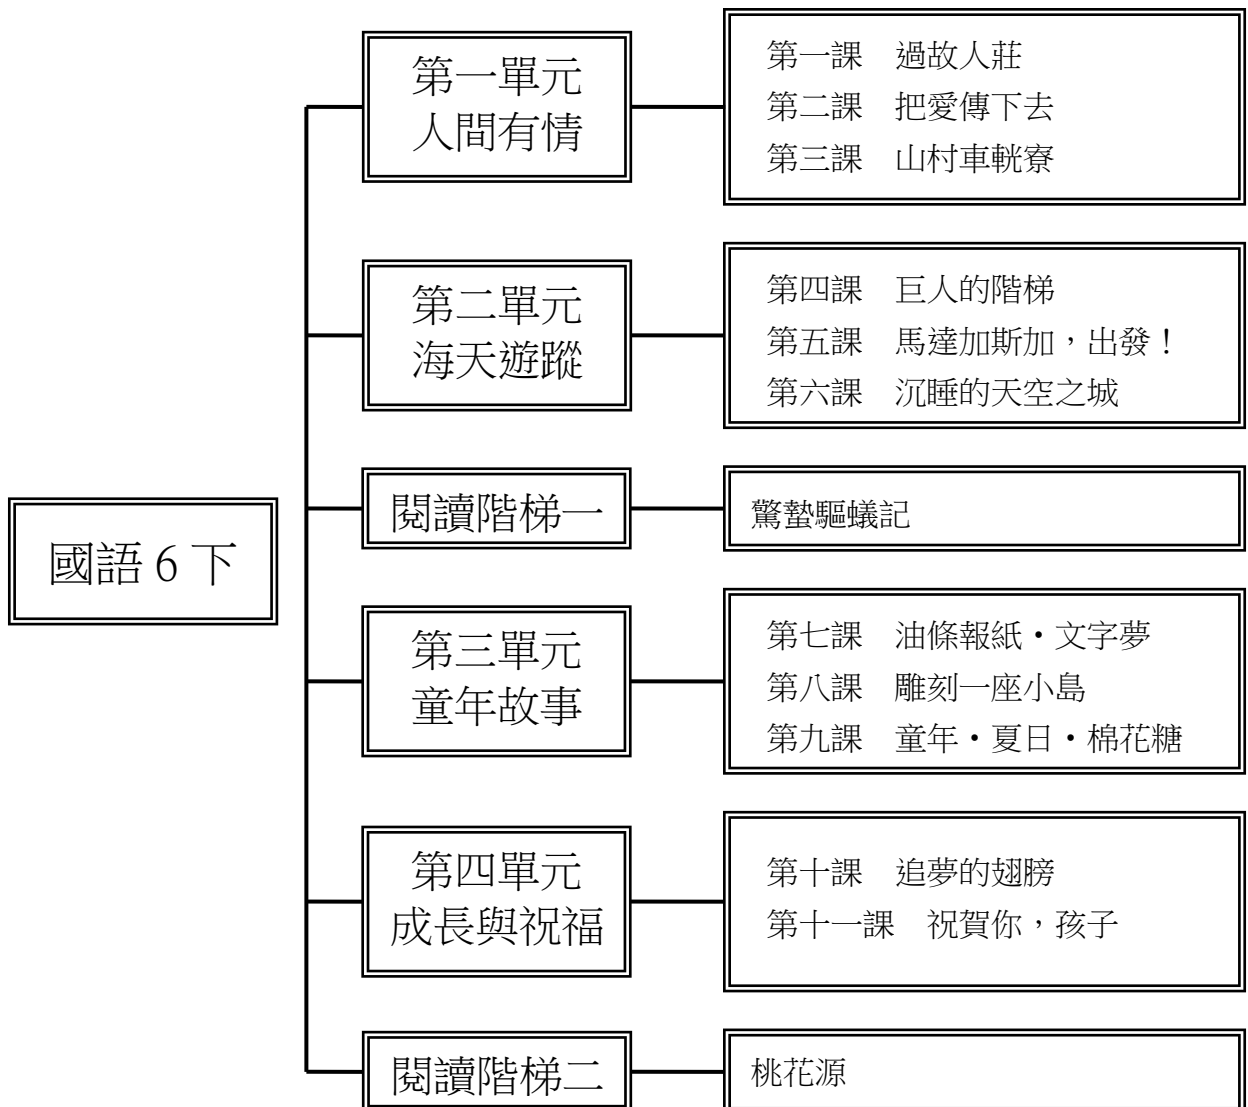 國語 6 下
第一單元
人間有情
第一課　過故人莊
第二課　把愛傳下去
第三課　山村車輄寮
第二單元
海天遊蹤
第四課　巨人的階梯
第五課　馬達加斯加，出發！
第六課　沉睡的天空之城
閱讀階梯一
驚蟄驅蟻記
第三單元
童年故事
第七課　油條報紙・文字夢
第八課　雕刻一座小島
第九課　童年・夏日・棉花糖
第四單元
成長與祝福
第十課　追夢的翅膀
第十一課　祝賀你，孩子
閱讀階梯二
桃花源